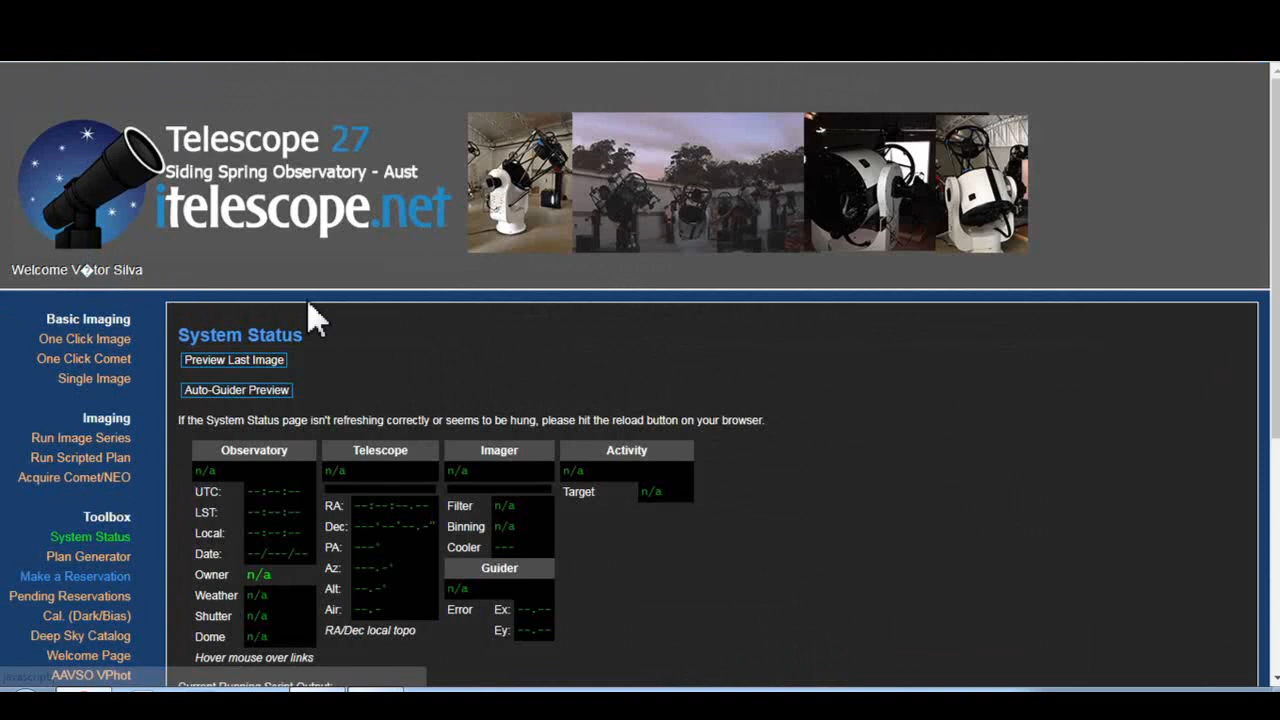 Telescope 27
Siding Spring Observatory - Aust
itelescope.net
Welcome V�tor Silva
Basic Imaging
One Click Image
One Click Comet
Single Image
Imaging
Run Image Series
Run Scripted Plan
Acquire Comet/NEO
Toolbox
System Status
Plan Generator
Make a Reservation
Pending Reservations
Cal. (Dark/Bias)
Deep Sky Catalog
Welcome Page
AAVSO VPhot
System Status
Preview Last Image
Auto-Guider Preview
If the System Status page isn't refreshing correctly or seems to be hung, please hit the reload button on your browser.
Observatory Telescope Imager Activity
n/a n/a n/a n/a
UTC: --:--:-- Target n/a
LST: --:--:-- RA: --:--:--.-- Filter n/a
Local: --:--:-- Dec: ---°--'--.-" Binning n/a
Date: --/---/-- PA: ---° Cooler ---
Owner n/a Az: ---.-° Guider
Weather n/a Alt: --.-° n/a
Shutter n/a Air: --.- Error Ex: --.--
Dome n/a RA/Dec local topo Ey: --.--
Hover mouse over links
Current Running Script Output: